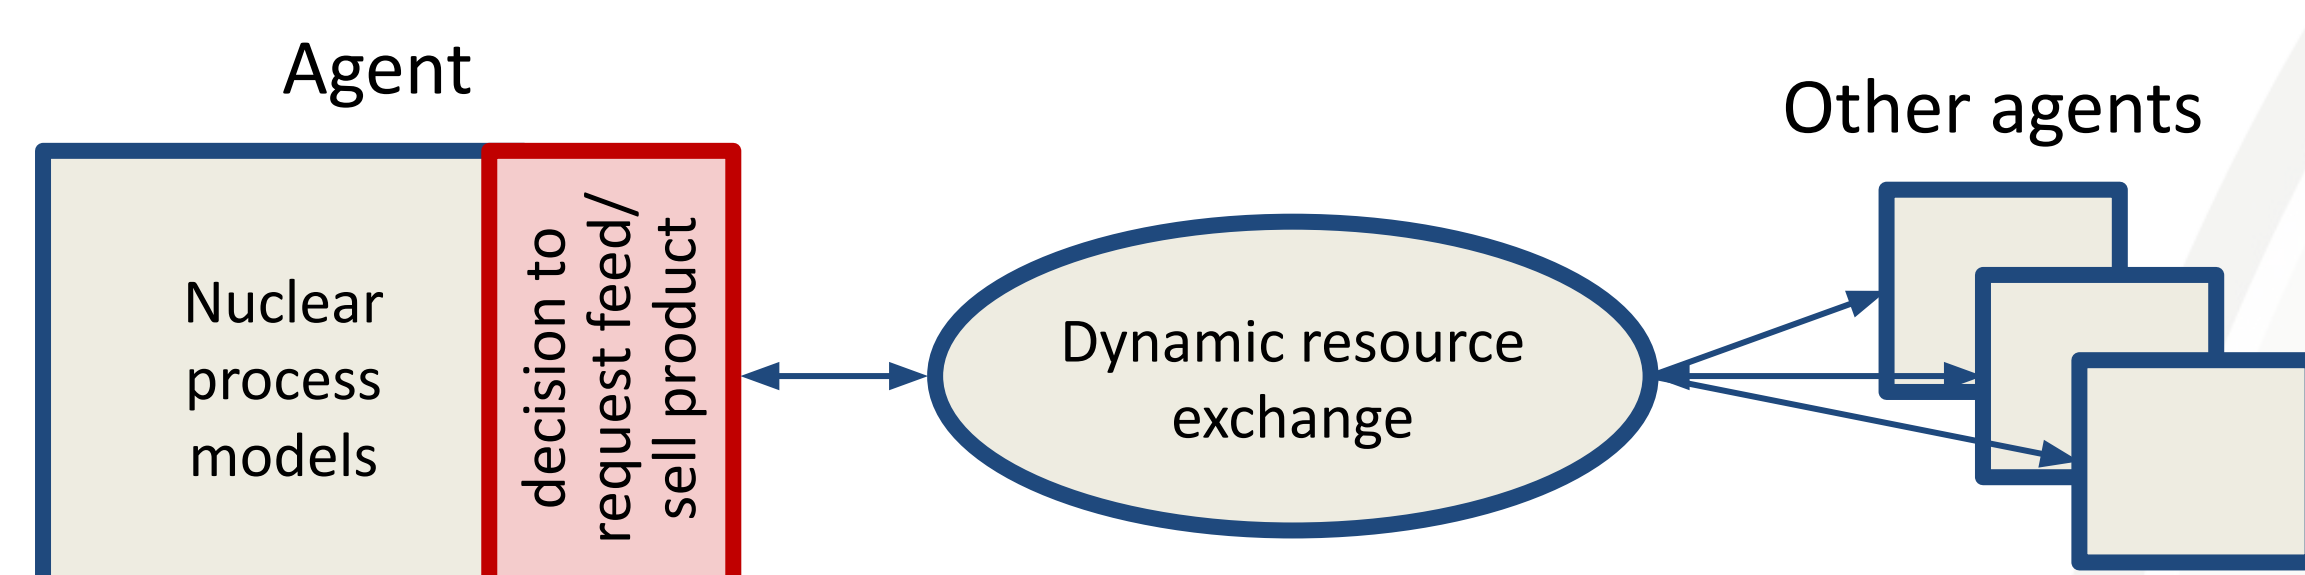 Agent
Other agents
Nuclear
process
models
decision to
request feed/
sell product
Dynamic resource
exchange